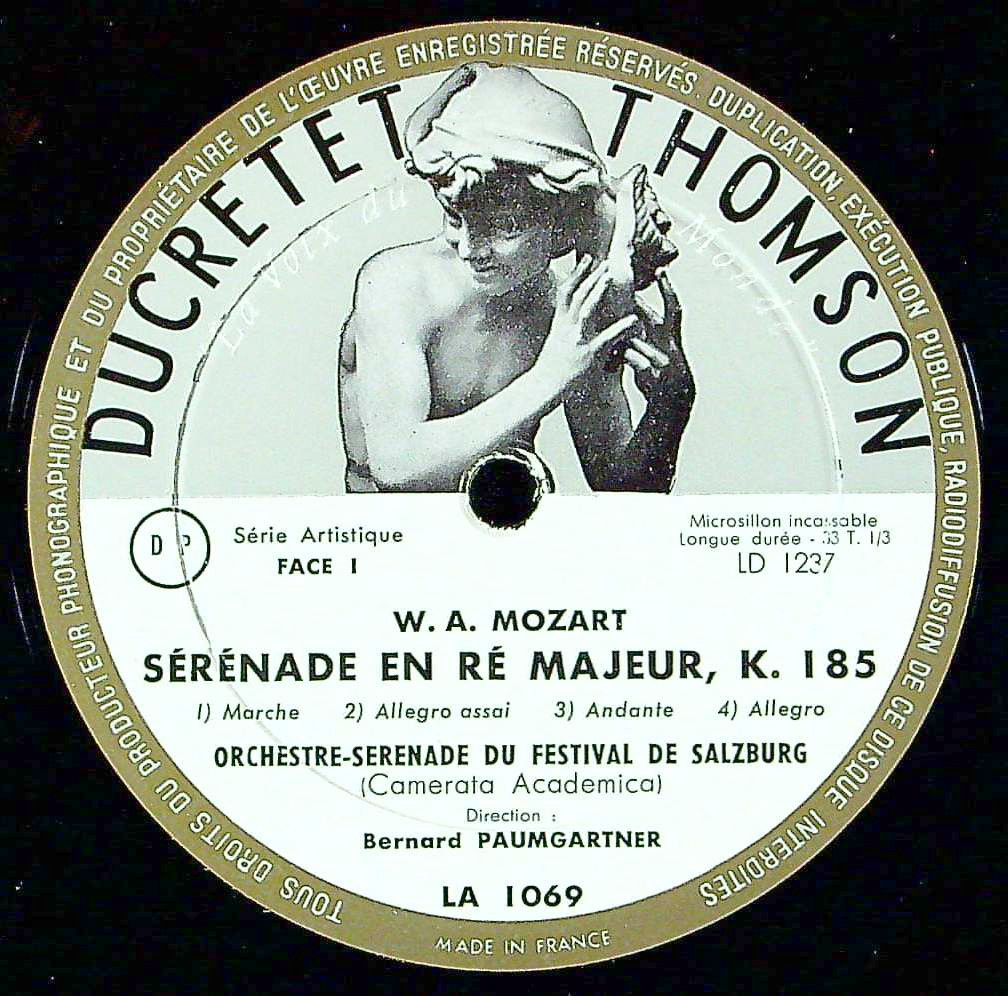 TOUS DROITS DU PRODUCTEUR PHONOGRAPHIQUE ET DU PROPRIÉTAIRE DE L'ŒUVRE ENREGISTRÉE RÉSERVÉS. DUPLICATION, EXÉCUTION PUBLIQUE, RADIODIFFUSION DE CE DISQUE INTERDITES
DUCRETET THOMSON
La Voix du Monde
D P
Série Artistique
FACE I
Microsillon incassable
Longue durée - 33 T. 1/3
LD 1237
W. A. MOZART
SÉRÉNADE EN RÉ MAJEUR, K. 185
1) Marche 2) Allegro assai 3) Andante 4) Allegro
ORCHESTRE-SERENADE DU FESTIVAL DE SALZBURG
(Camerata Academica)
Direction :
Bernard PAUMGARTNER
LA 1069
MADE IN FRANCE